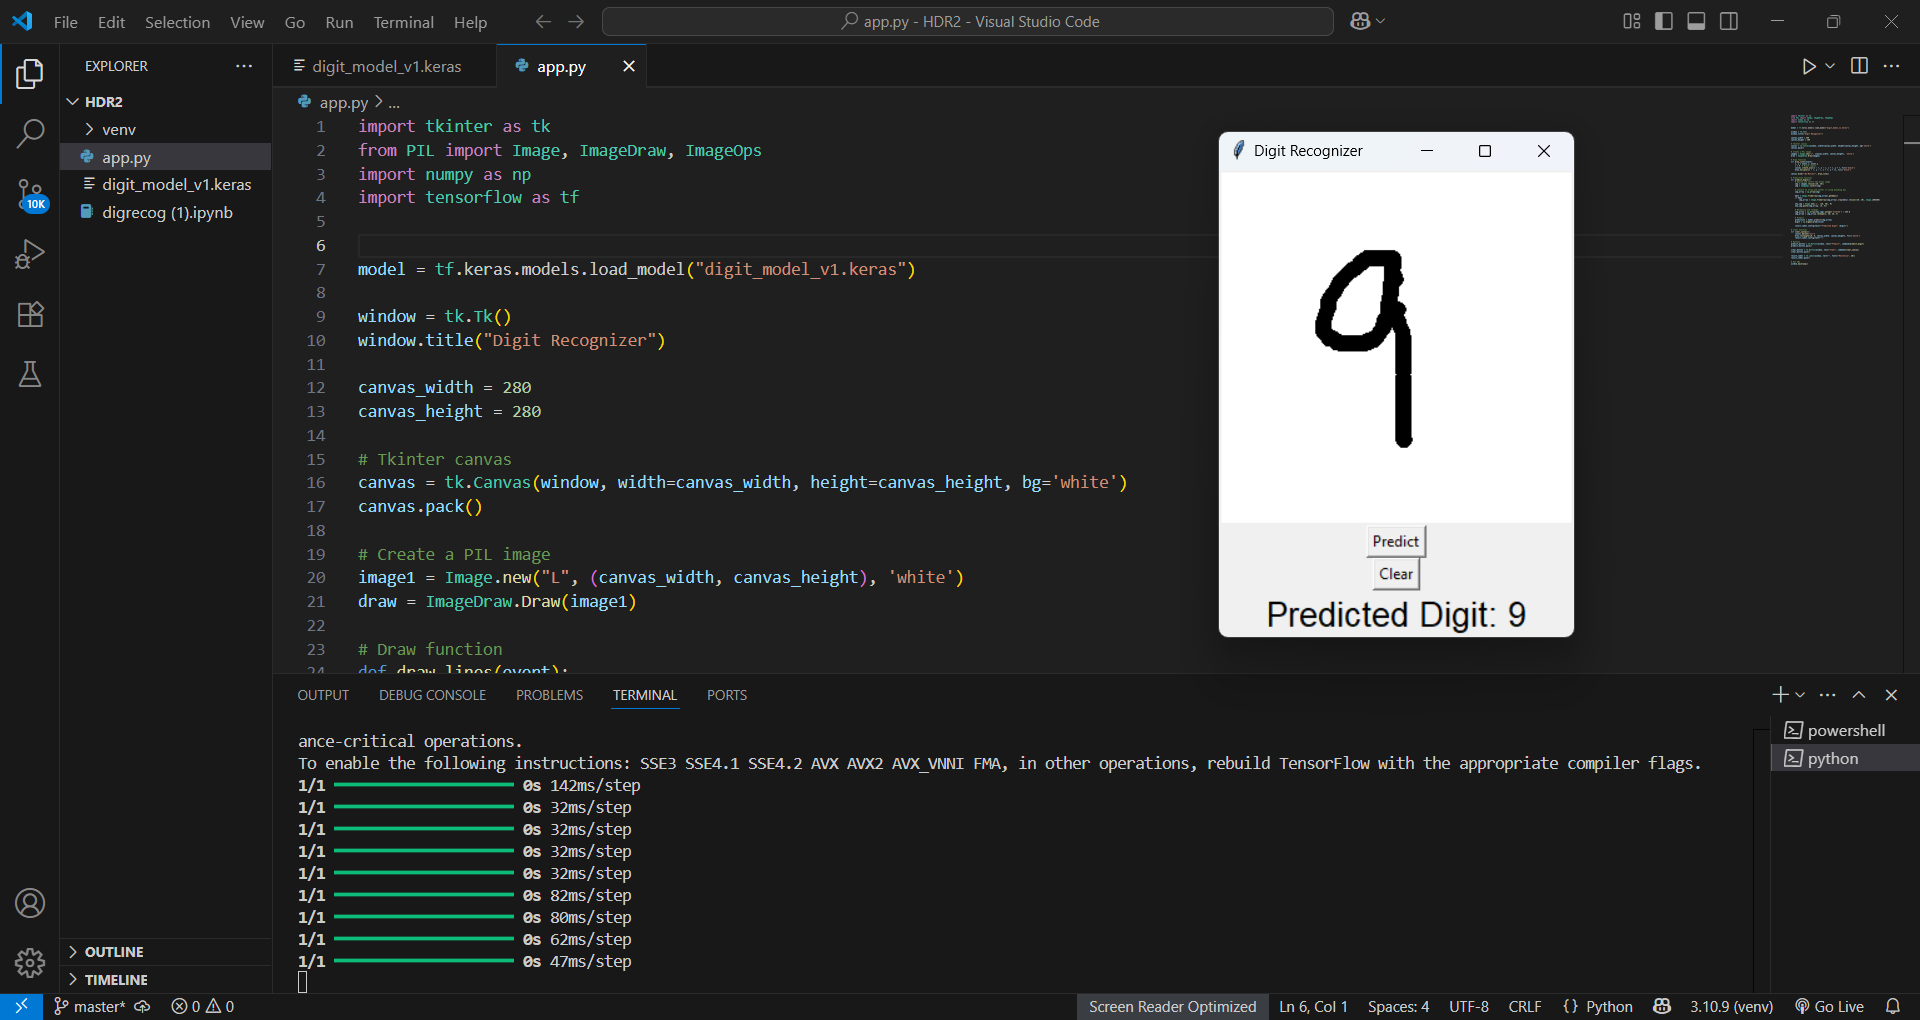 File Edit Selection View Go Run Terminal Help
app.py - HDR2 - Visual Studio Code
EXPLORER
HDR2
venv
app.py
digit_model_v1.keras
digrecog (1).ipynb
10K
OUTLINE
TIMELINE
digit_model_v1.keras
app.py
app.py > ...
1 import tkinter as tk
2 from PIL import Image, ImageDraw, ImageOps
3 import numpy as np
4 import tensorflow as tf
5
6
7 model = tf.keras.models.load_model("digit_model_v1.keras")
8
9 window = tk.Tk()
10 window.title("Digit Recognizer")
11
12 canvas_width = 280
13 canvas_height = 280
14
15 # Tkinter canvas
16 canvas = tk.Canvas(window, width=canvas_width, height=canvas_height, bg='white')
17 canvas.pack()
18
19 # Create a PIL image
20 image1 = Image.new("L", (canvas_width, canvas_height), 'white')
21 draw = ImageDraw.Draw(image1)
22
23 # Draw function
24 def draw_lines(event):
Digit Recognizer
9
Predict
Clear
Predicted Digit: 9
OUTPUT DEBUG CONSOLE PROBLEMS TERMINAL PORTS
ance-critical operations.
To enable the following instructions: SSE3 SSE4.1 SSE4.2 AVX AVX2 AVX_VNNI FMA, in other operations, rebuild TensorFlow with the appropriate compiler flags.
1/1 0s 142ms/step
1/1 0s 32ms/step
1/1 0s 32ms/step
1/1 0s 32ms/step
1/1 0s 32ms/step
1/1 0s 82ms/step
1/1 0s 80ms/step
1/1 0s 62ms/step
1/1 0s 47ms/step
powershell
python
master* 0 0
Screen Reader Optimized Ln 6, Col 1 Spaces: 4 UTF-8 CRLF {} Python 3.10.9 (venv) Go Live